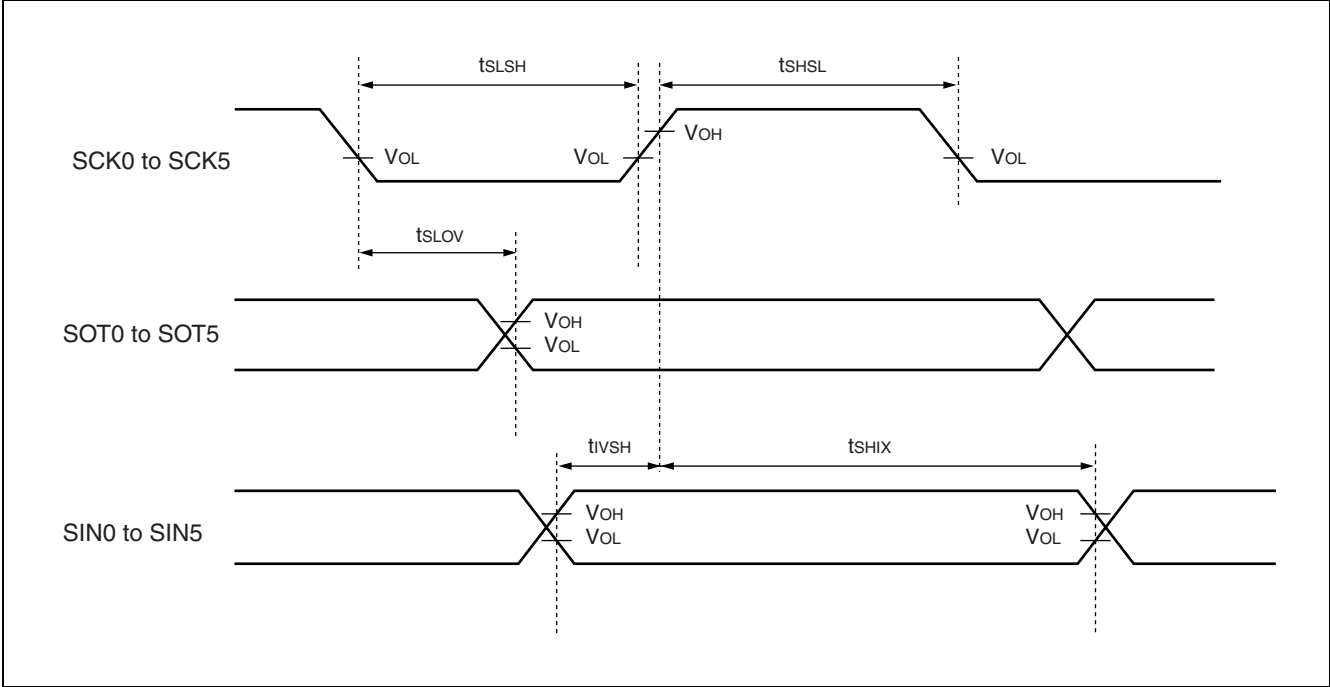 tSLSH tSHSL
SCK0 to SCK5 VOL VOL VOH VOL
tSLOV
SOT0 to SOT5 VOH
VOL
tIVSH tSHIX
SIN0 to SIN5 VOH VOH
VOL VOL